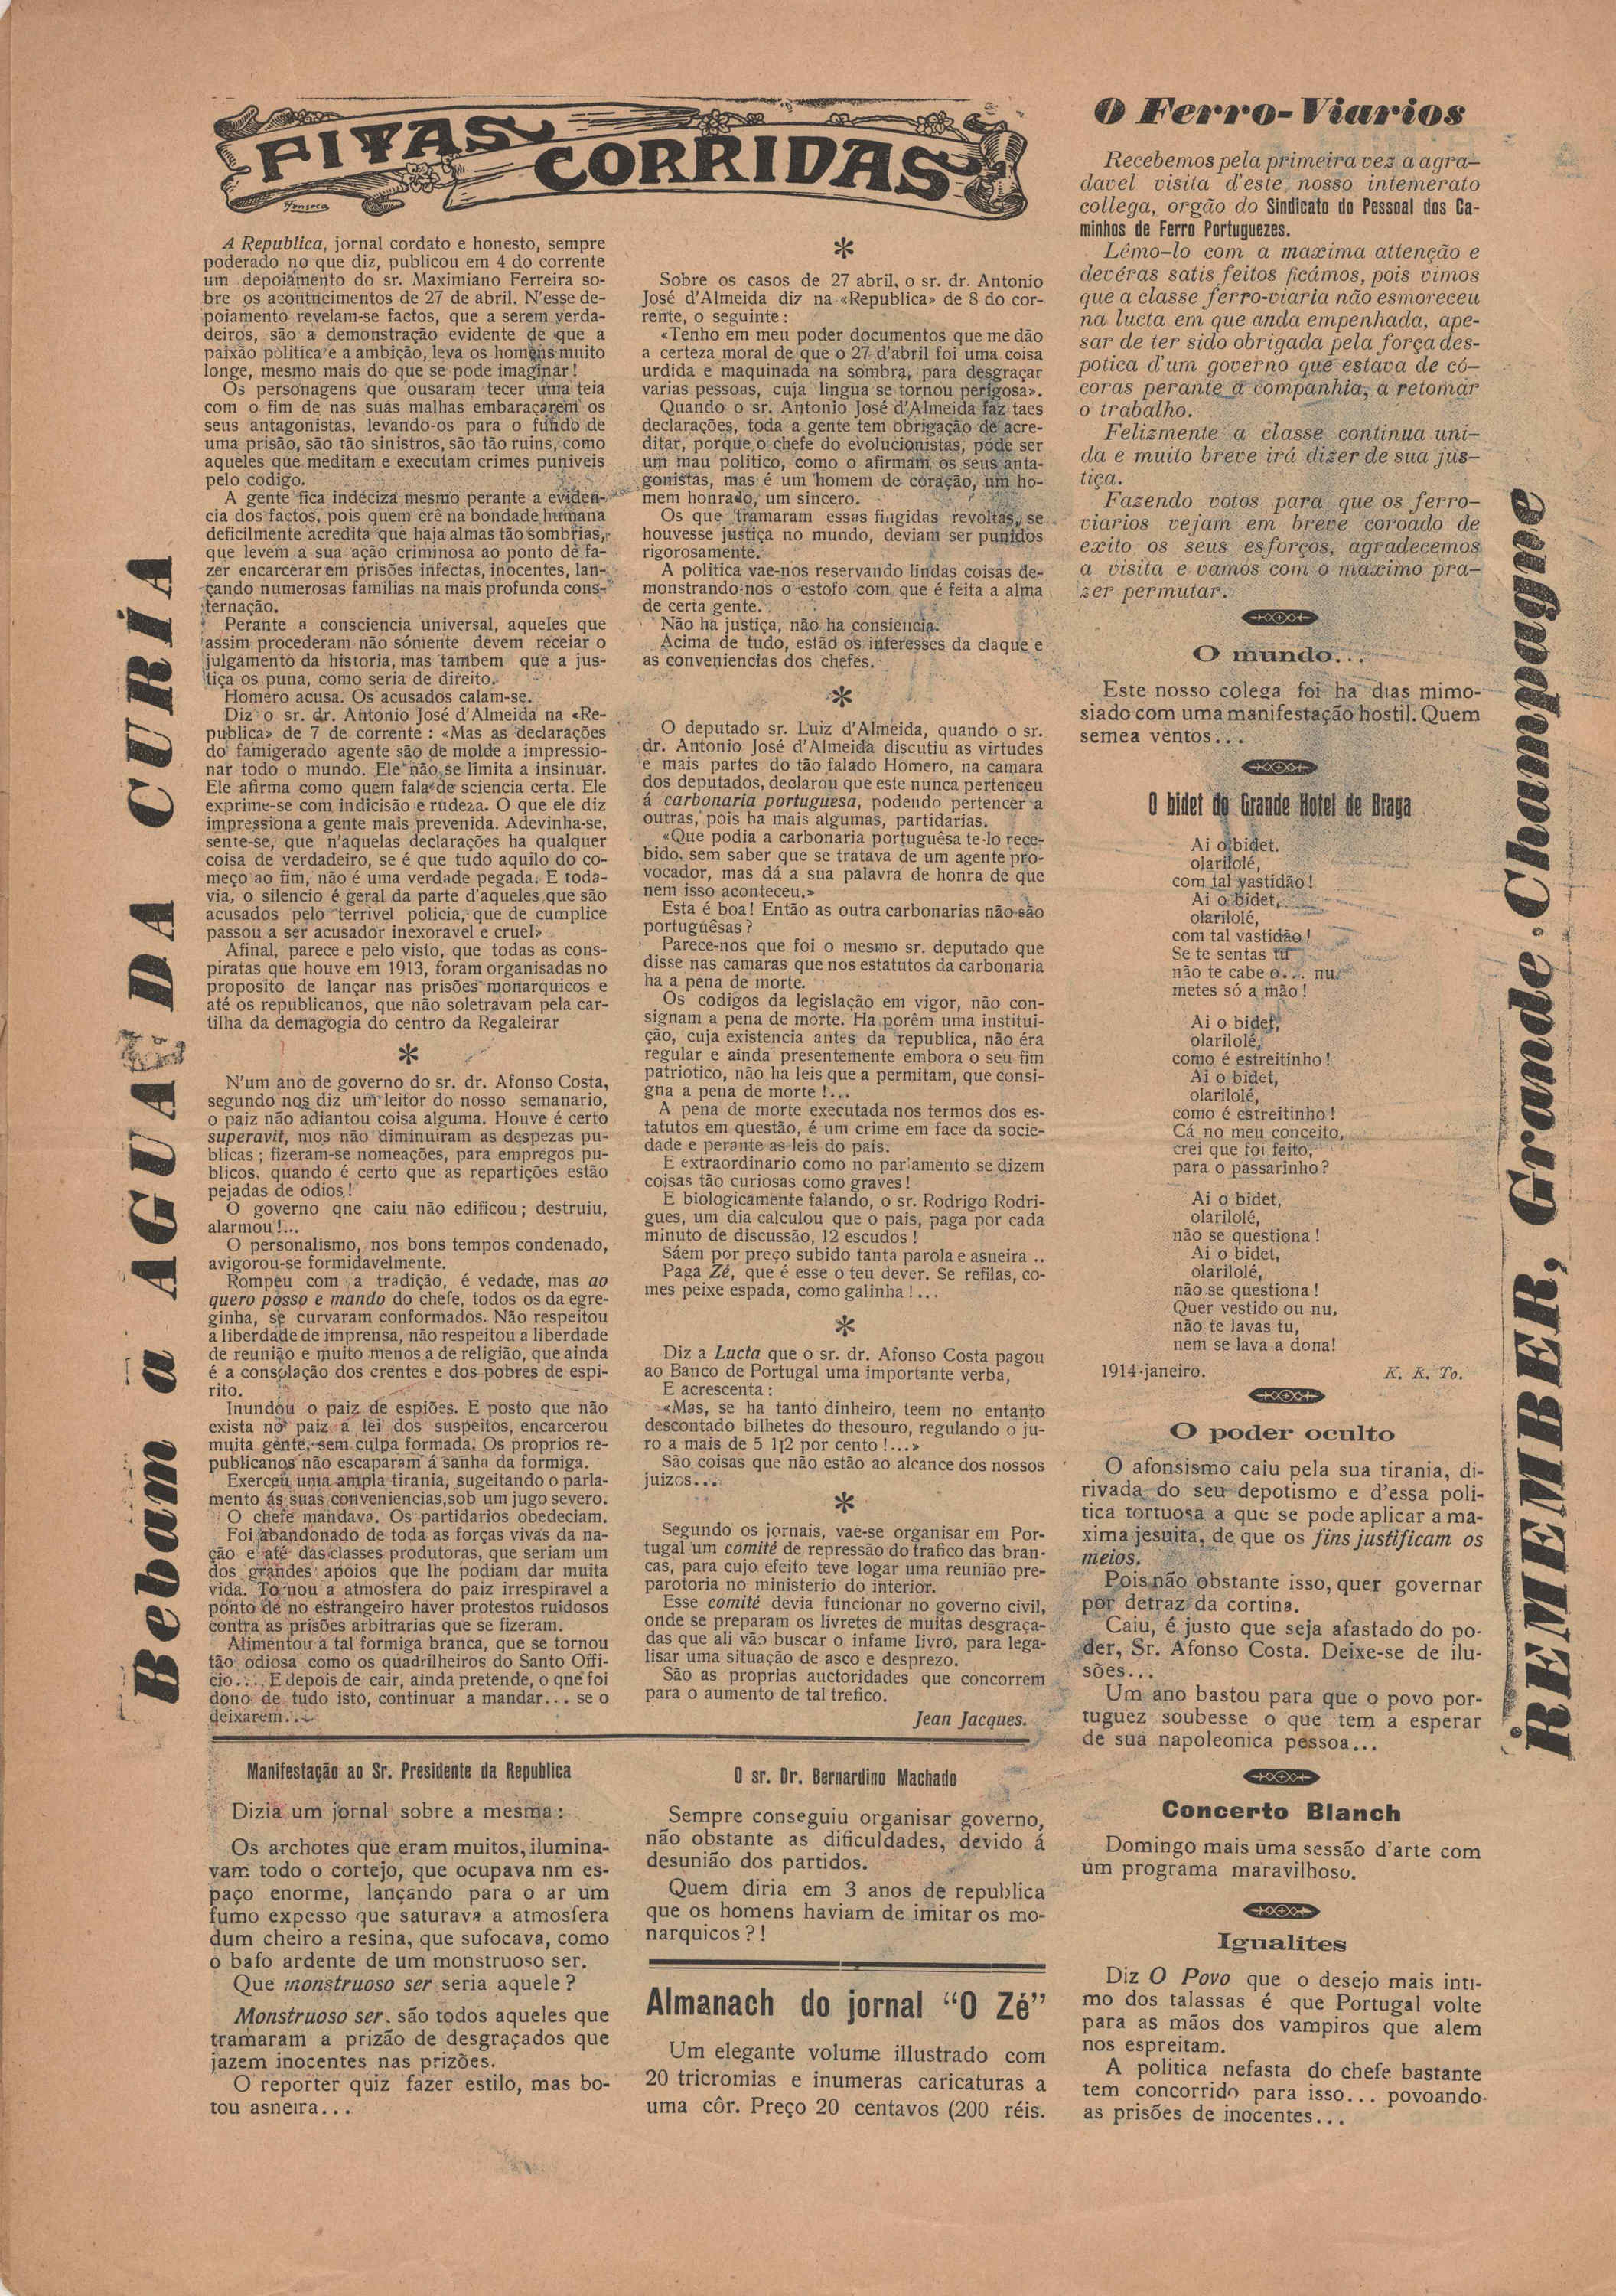 FITAS CORRIDAS
Fonseca
A Republica, jornal cordato e honesto, sempre
poderado no que diz, publicou em 4 do corrente
um depoiamento do sr. Maximiano Ferreira so-
bre os acontucimentos de 27 de abril. N'esse de-
poiamento revelam-se factos, que a serem verda-
deiros, são a demonstração evidente de que a
paixão politica e a ambição, leva os homens muito
longe, mesmo mais do que se pode imaginar!
Os personagens que ousaram tecer uma teia
com o fim de nas suas malhas embaraçarem os
seus antagonistas, levando-os para o fundo de
uma prisão, são tão sinistros, são tão ruins, como
aqueles que meditam e executam crimes puniveis
pelo codigo.
A gente fica indeciza mesmo perante a eviden-
cia dos factos, pois quem crê na bondade humana
deficilmente acredita que haja almas tão sombrias,
que levem a sua ação criminosa ao ponto de fa-
zer encarcerar em prisões infectas, inocentes, lan-
çando numerosas familias na mais profunda cons-
ternação.
Perante a consciencia universal, aqueles que
assim procederam não sómente devem receiar o
julgamento da historia, mas tambem que a jus-
tiça os puna, como seria de direito.
Homero acusa. Os acusados calam-se.
Diz o sr. dr. Antonio José d'Almeida na «Re-
publica» de 7 de corrente : «Mas as declarações
do famigerado agente são de molde a impressio-
nar todo o mundo. Ele não se limita a insinuar.
Ele afirma como quem fala de sciencia certa. Ele
exprime-se com indicisão e rudeza. O que ele diz
impressiona a gente mais prevenida. Adevinha-se,
sente-se, que n'aquelas declarações ha qualquer
coisa de verdadeiro, se é que tudo aquilo do co-
meço ao fim, não é uma verdade pegada. E toda-
via, o silencio é geral da parte d'aqueles que são
acusados pelo terrivel policia, que de cumplice
passou a ser acusador inexoravel e cruel»
Afinal, parece e pelo visto, que todas as cons-
piratas que houve em 1913, foram organisadas no
proposito de lançar nas prisões monarquicos e
até os republicanos, que não soletravam pela car-
tilha da demagogia do centro da Regaleirar
*
N'um ano de governo do sr. dr. Afonso Costa,
segundo nos diz um leitor do nosso semanario,
o paiz não adiantou coisa alguma. Houve é certo
superavit, mos não diminuiram as despezas pu-
blicas ; fizeram-se nomeações, para empregos pu-
blicos, quando é certo que as repartições estão
pejadas de odios!
O governo qne caiu não edificou; destruiu,
alarmou!...
O personalismo, nos bons tempos condenado,
avigorou-se formidavelmente.
Rompeu com a tradição, é vedade, mas ao
quero posso e mando do chefe, todos os da egre-
ginha, se curvaram conformados. Não respeitou
a liberdade de imprensa, não respeitou a liberdade
de reunião e muito menos a de religião, que ainda
é a consolação dos crentes e dos pobres de espi-
rito.
Inundou o paiz de espiões. E posto que não
exista no paiz a lei dos suspeitos, encarcerou
muita gente, sem culpa formada. Os proprios re-
publicanos não escaparam á sanha da formiga.
Exerceu uma ampla tirania, sugeitando o parla-
mento ás suas conveniencias, sob um jugo severo.
O chefe mandava. Os partidarios obedeciam.
Foi abandonado de toda as forças vivas da na-
ção e até das classes produtoras, que seriam um
dos grandes apoios que lhe podiam dar muita
vida. To nou a atmosfera do paiz irrespiravel a
ponto de no estrangeiro haver protestos ruidosos
contra as prisões arbitrarias que se fizeram.
Alimentou a tal formiga branca, que se tornou
tão odiosa como os quadrilheiros do Santo Offi-
cio.... E depois de cair, ainda pretende, o qne foi
dono de tudo isto, continuar a mandar... se o
deixarem...
*
Sobre os casos de 27 abril, o sr. dr. Antonio
José d'Almeida diz na «Republica» de 8 do cor-
rente, o seguinte :
«Tenho em meu poder documentos que me dão
a certeza moral de que o 27 d'abril foi uma coisa
urdida e maquinada na sombra, para desgraçar
varias pessoas, cuja lingua se tornou perigosa».
Quando o sr. Antonio José d'Almeida faz taes
declarações, toda a gente tem obrigação de acre-
ditar, porque o chefe do evolucionistas, póde ser
um mau politico, como o afirmam os seus anta-
gonistas, mas é um homem de coração, um ho-
mem honrado, um sincero.
Os que tramaram essas fingidas revoltas, se
houvesse justiça no mundo, deviam ser punidos
rigorosamente.
A politica vae-nos reservando lindas coisas de-
monstrando-nos o estofo com que é feita a alma
de certa gente.
Não ha justiça, não ha consiencia.
Acima de tudo, estão os interesses da claque e
as conveniencias dos chefes.
*
O deputado sr. Luiz d'Almeida, quando o sr.
dr. Antonio José d'Almeida discutiu as virtudes
e mais partes do tão falado Homero, na camara
dos deputados, declarou que este nunca pertenceu
á carbonaria portuguesa, podendo pertencer a
outras, pois ha mais algumas, partidarias.
«Que podia a carbonaria portuguêsa te-lo rece-
bido, sem saber que se tratava de um agente pro-
vocador, mas dá a sua palavra de honra de que
nem isso aconteceu.»
Esta é boa! Então as outra carbonarias não são
portuguêsas ?
Parece-nos que foi o mesmo sr. deputado que
disse nas camaras que nos estatutos da carbonaria
ha a pena de morte.
Os codigos da legislação em vigor, não con-
signam a pena de morte. Ha porêm uma institui-
ção, cuja existencia antes da republica, não éra
regular e ainda presentemente embora o seu fim
patriotico, não ha leis que a permitam, que consi-
gna a pena de morte !...
A pena de morte executada nos termos dos es-
tatutos em questão, é um crime em face da socie-
dade e perante as leis do país.
E extraordinario como no parlamento se dizem
coisas tão curiosas como graves!
E biologicamente falando, o sr. Rodrigo Rodri-
gues, um dia calculou que o pais, paga por cada
minuto de discussão, 12 escudos !
Sáem por preço subido tanta parola e asneira ..
Paga Zé, que é esse o teu dever. Se refilas, co-
mes peixe espada, como galinha!...
*
Diz a Lucta que o sr. dr. Afonso Costa pagou
ao Banco de Portugal uma importante verba,
E acrescenta :
«Mas, se ha tanto dinheiro, teem no entanto
descontado bilhetes do thesouro, regulando o ju-
ro a mais de 5 1|2 por cento!...»
São coisas que não estão ao alcance dos nossos
juizos...
*
Segundo os jornais, vae-se organisar em Por-
tugal um comité de repressão do trafico das bran-
cas, para cujo efeito teve logar uma reunião pre-
parotoria no ministerio do interior.
Esse comité devia funcionar no governo civil,
onde se preparam os livretes de muitas desgraça-
das que ali vão buscar o infame livro, para lega-
lisar uma situação de asco e desprezo.
São as proprias auctoridades que concorrem
para o aumento de tal trefico.
Jean Jacques.
O Ferro-Viarios
Recebemos pela primeira vez a agra-
davel visita d'este nosso intemerato
collega, orgão do Sindicato do Pessoal dos Ca-
minhos de Ferro Portuguezes.
Lêmo-lo com a maxima attenção e
devéras satis feitos ficámos, pois vimos
que a classe ferro-viaria não esmoreceu
na lucta em que anda empenhada, ape-
sar de ter sido obrigada pela força des-
potica d'um governo que estava de có-
coras perante a companhia, a retomar
o trabalho.
Felizmente a classe continua uni-
da e muito breve irá dizer de sua jus-
tiça.
Fazendo votos para que os ferro-
viarios vejam em breve coroado de
exito os seus esforços, agradecemos
a visita e vamos com o maximo pra-
zer permutar.
O mundo...
Este nosso colega foi ha dias mimo-
siado com uma manifestação hostil. Quem
semea ventos...
O bidet do Grande Hotel de Braga
Ai o bidet.
olarilolé,
com tal vastidão!
Ai o bidet,
olarilolé,
com tal vastidão!
Se te sentas tu
não te cabe o... nu.
metes só a mão!
Ai o bidet,
olarilolé,
como é estreitinho!
Ai o bidet,
olarilolé,
como é estreitinho!
Cá no meu conceito,
crei que foi feito,
para o passarinho?
Ai o bidet,
olarilolé,
não se questiona!
Ai o bidet,
olarilolé,
não se questiona!
Quer vestido ou nu,
não te lavas tu,
nem se lava a dona!
1914-janeiro. K. K. To.
O poder oculto
O afonsismo caiu pela sua tirania, di-
rivada do seu depotismo e d'essa poli-
tica tortuosa a que se pode aplicar a ma-
xima jesuita, de que os fins justificam os
meios.
Pois não obstante isso, quer governar
por detraz da cortina.
Caiu, é justo que seja afastado do po-
der, Sr. Afonso Costa. Deixe-se de ilu-
sões...
Um ano bastou para que o povo por-
tuguez soubesse o que tem a esperar
de sua napoleonica pessoa...
Concerto Blanch
Domingo mais uma sessão d'arte com
um programa maravilhoso.
Igualites
Diz O Povo que o desejo mais inti-
mo dos talassas é que Portugal volte
para as mãos dos vampiros que alem
nos espreitam.
A politica nefasta do chefe bastante
tem concorrido para isso... povoando
as prisões de inocentes...
Manifestação ao Sr. Presidente da Republica
Dizia um jornal sobre a mesma :
Os archotes que eram muitos, ilumina-
vam todo o cortejo, que ocupava nm es-
paço enorme, lançando para o ar um
fumo expesso que saturava a atmosfera
dum cheiro a resina, que sufocava, como
o bafo ardente de um monstruoso ser.
Que monstruoso ser seria aquele ?
Monstruoso ser. são todos aqueles que
tramaram a prizão de desgraçados que
jazem inocentes nas prizões.
O reporter quiz fazer estilo, mas bo-
tou asneira...
O sr. Dr. Bernardino Machado
Sempre conseguiu organisar governo,
não obstante as dificuldades, devido á
desunião dos partidos.
Quem diria em 3 anos de republica
que os homens haviam de imitar os mo-
narquicos ? !
Almanach do jornal "O Zé"
Um elegante volume illustrado com
20 tricromias e inumeras caricaturas a
uma côr. Preço 20 centavos (200 réis.
Bebam a AGUA DA CURIA
REMEMBER, Grande Champagne